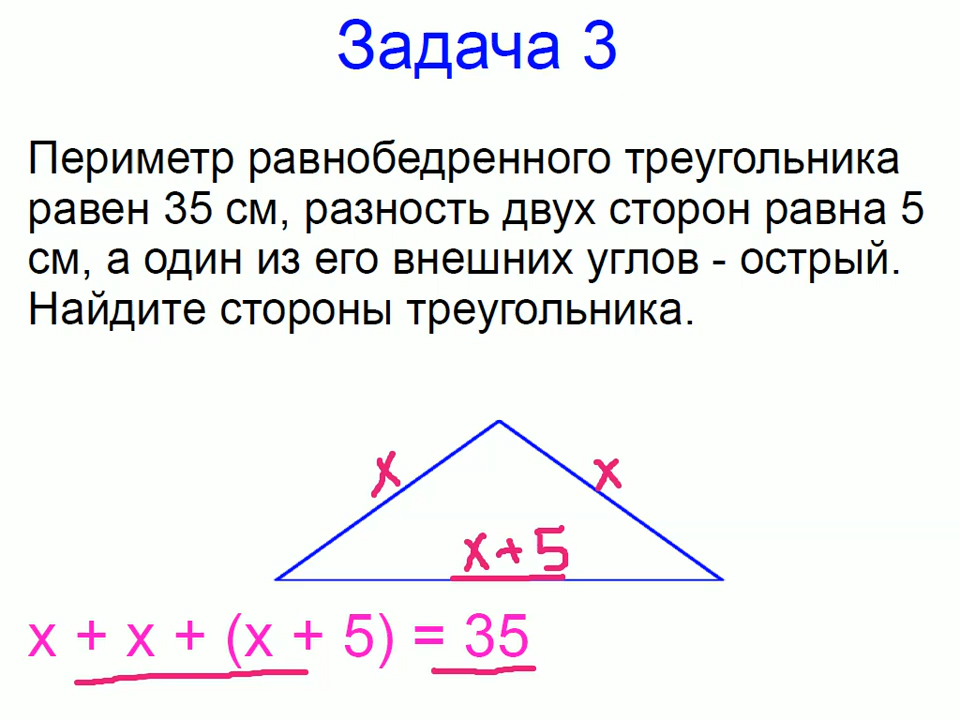 Задача 3
Периметр равнобедренного треугольника
равен 35 см, разность двух сторон равна 5
см, а один из его внешних углов - острый.
Найдите стороны треугольника.
x x
x+5
x + x + (x + 5) = 35